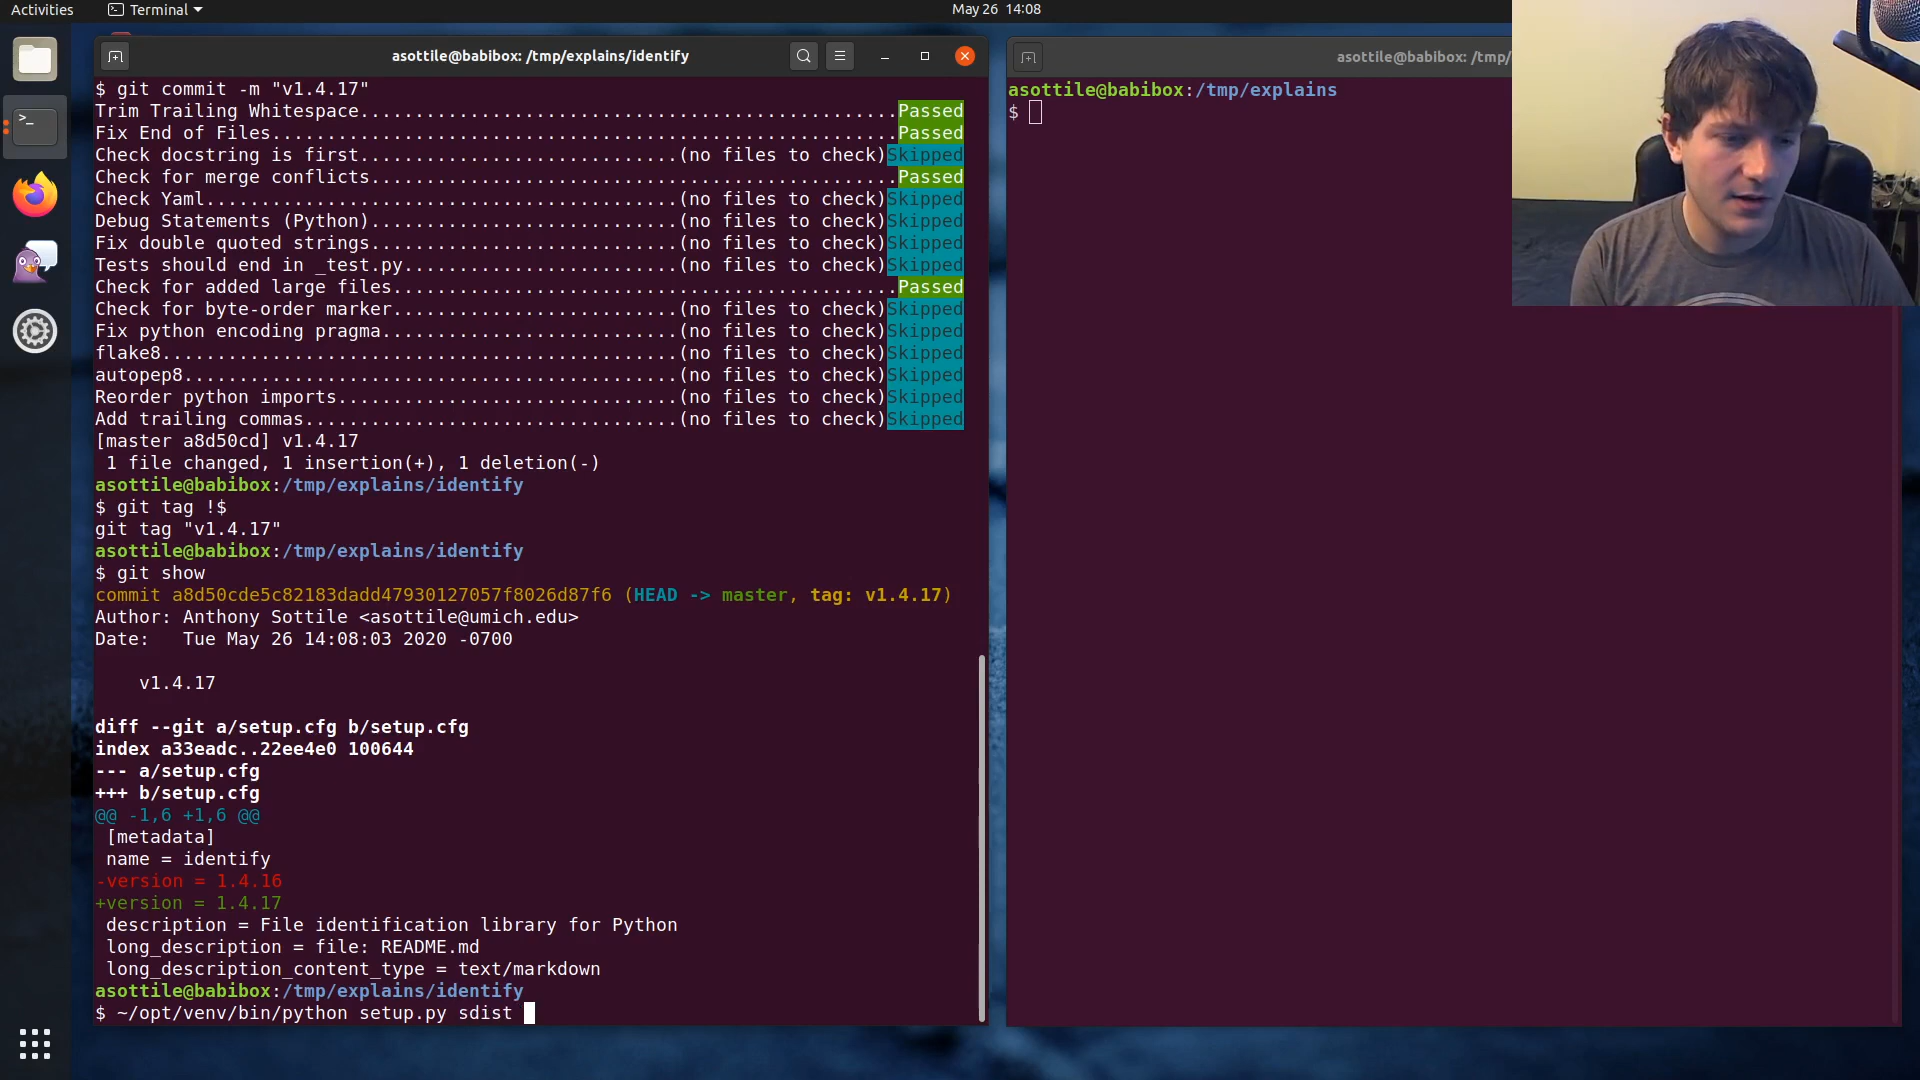 Activities
Terminal
May 26 14:08
asottile@babibox: /tmp/explains/identify
$ git commit -m "v1.4.17"
Trim Trailing Whitespace.................................................Passed
Fix End of Files.........................................................Passed
Check docstring is first.............................(no files to check)Skipped
Check for merge conflicts................................................Passed
Check Yaml...........................................(no files to check)Skipped
Debug Statements (Python)............................(no files to check)Skipped
Fix double quoted strings............................(no files to check)Skipped
Tests should end in _test.py.........................(no files to check)Skipped
Check for added large files..............................................Passed
Check for byte-order marker..........................(no files to check)Skipped
Fix python encoding pragma...........................(no files to check)Skipped
flake8...............................................(no files to check)Skipped
autopep8.............................................(no files to check)Skipped
Reorder python imports...............................(no files to check)Skipped
Add trailing commas..................................(no files to check)Skipped
[master a8d50cd] v1.4.17
1 file changed, 1 insertion(+), 1 deletion(-)
asottile@babibox:/tmp/explains/identify
$ git tag !$
git tag "v1.4.17"
asottile@babibox:/tmp/explains/identify
$ git show
commit a8d50cde5c82183dadd47930127057f8026d87f6 (HEAD -> master, tag: v1.4.17)
Author: Anthony Sottile <asottile@umich.edu>
Date:   Tue May 26 14:08:03 2020 -0700
v1.4.17
diff --git a/setup.cfg b/setup.cfg
index a33eadc..22ee4e0 100644
--- a/setup.cfg
+++ b/setup.cfg
@@ -1,6 +1,6 @@
[metadata]
name = identify
-version = 1.4.16
+version = 1.4.17
description = File identification library for Python
long_description = file: README.md
long_description_content_type = text/markdown
asottile@babibox:/tmp/explains/identify
$ ~/opt/venv/bin/python setup.py sdist
asottile@babibox: /tmp/
asottile@babibox:/tmp/explains
$